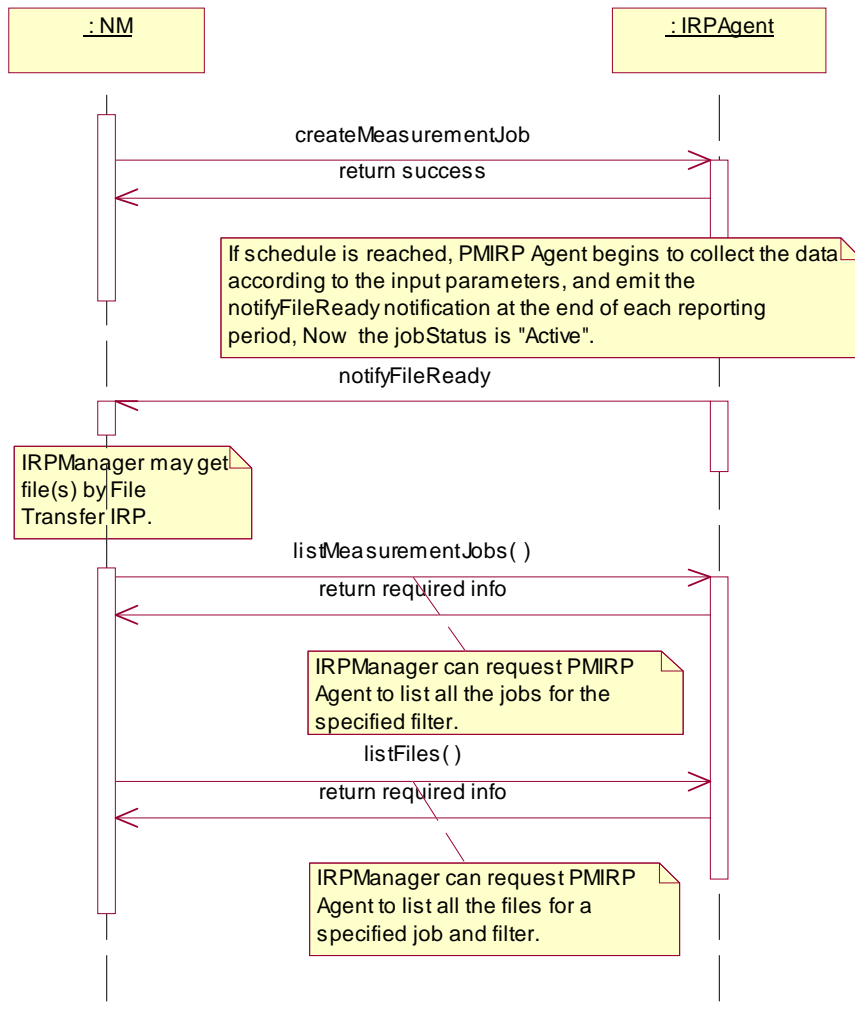 : NM
: IRPAgent
createMeasurementJob
return success
If schedule is reached, PMIRP Agent begins to collect the data
according to the input parameters, and emit the
notifyFileReady notification at the end of each reporting
period, Now the jobStatus is "Active".
notifyFileReady
IRPManager may get
file(s) by File
Transfer IRP.
listMeasurementJobs( )
return required info
IRPManager can request PMIRP
Agent to list all the jobs for the
specified filter.
listFiles( )
return required info
IRPManager can request PMIRP
Agent to list all the files for a
specified job and filter.